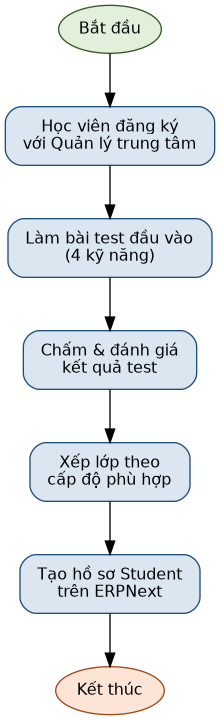 Bắt đầu
Học viên đăng ký
với Quản lý trung tâm
Làm bài test đầu vào
(4 kỹ năng)
Chấm & đánh giá
kết quả test
Xếp lớp theo
cấp độ phù hợp
Tạo hồ sơ Student
trên ERPNext
Kết thúc